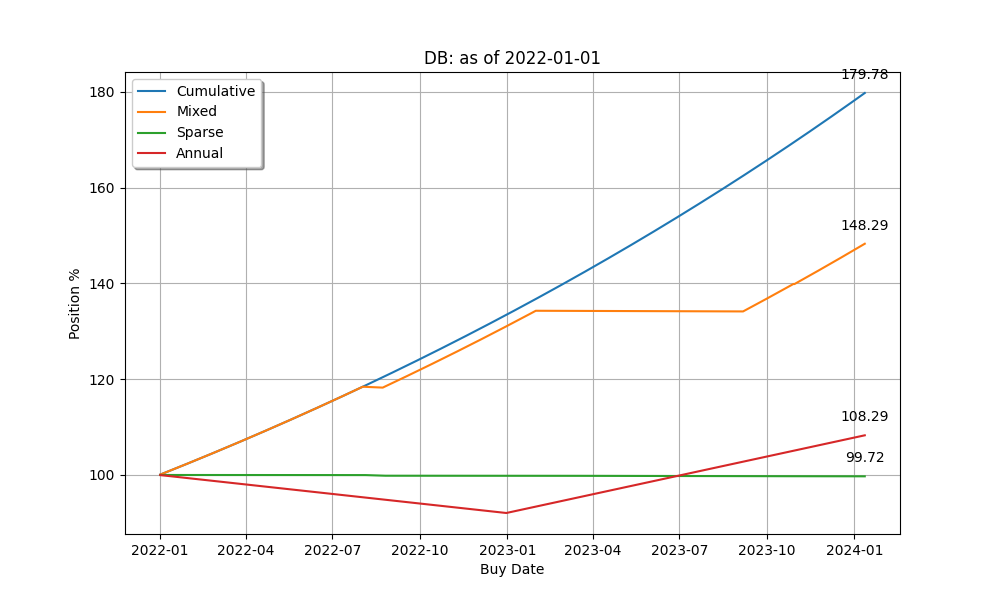 DB: as of 2022-01-01
179.78
180
Cumulative
Mixed
Sparse
Annual
160
148.29
140
120
108.29
99.72
100
Position %
2022-01 2022-04 2022-07 2022-10 2023-01 2023-04 2023-07 2023-10 2024-01
Buy Date